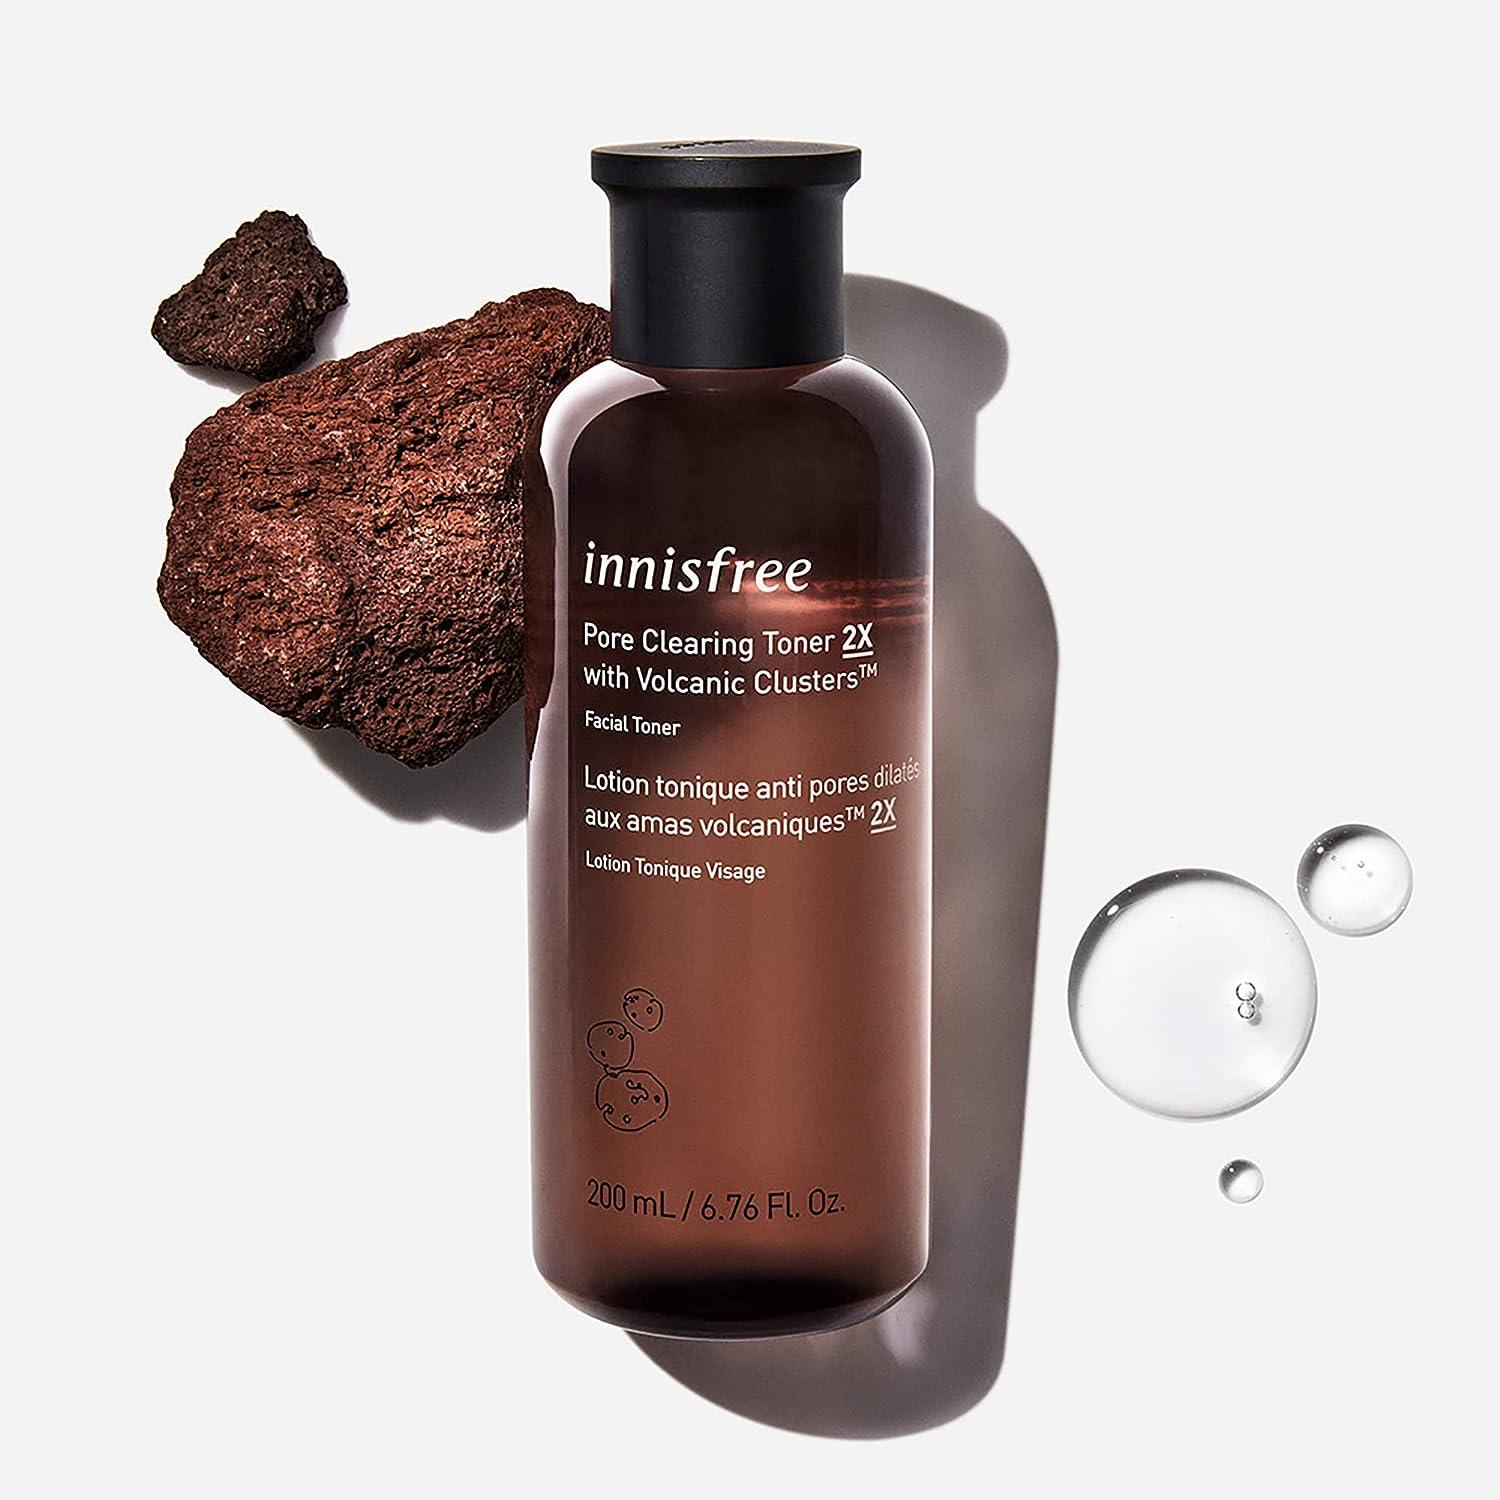 innisfree
Pore Clearing Toner 2X
with Volcanic Clusters™
Facial Toner
Lotion tonique anti pores dilatés
aux amas volcaniques™ 2X
Lotion Tonique Visage
200 mL / 6.76 Fl. Oz.